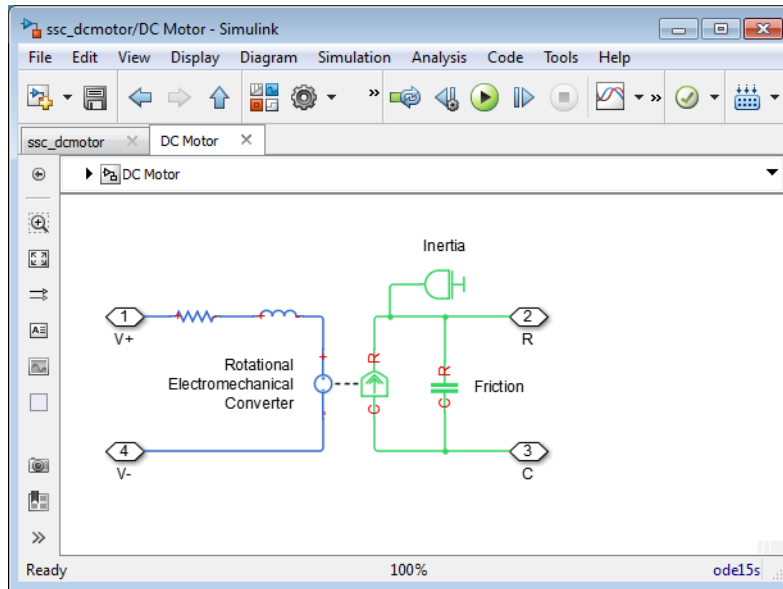 ssc_dcmotor/DC Motor - Simulink
File Edit View Display Diagram Simulation Analysis Code Tools Help
» »
ssc_dcmotor DC Motor
DC Motor
Inertia
1
V+
2
R
R
R
Rotational
Electromechanical
Converter
Friction
C
C
4
V-
3
C
»
Ready 100% ode15s